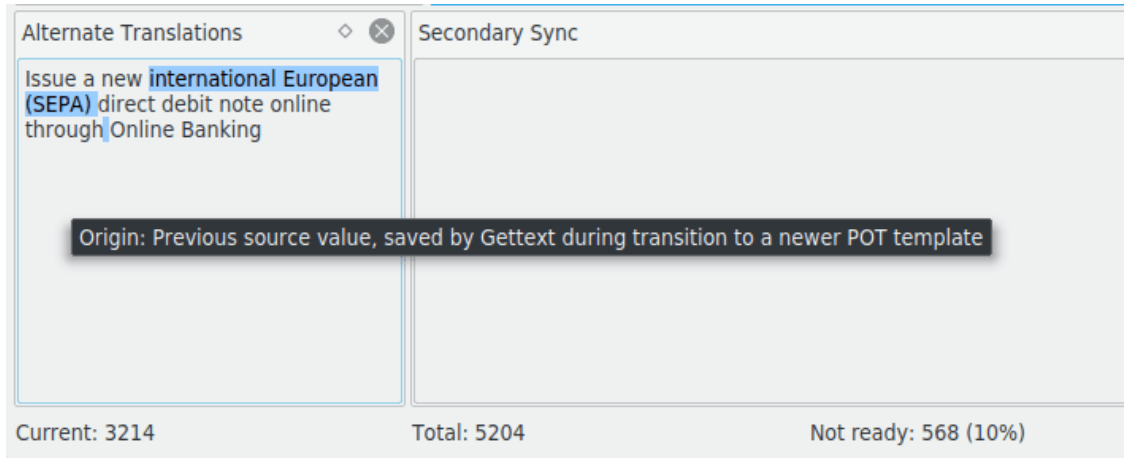 Alternate Translations
Secondary Sync
Issue a new international European
(SEPA) direct debit note online
through Online Banking
Origin: Previous source value, saved by Gettext during transition to a newer POT template
Current: 3214
Total: 5204
Not ready: 568 (10%)